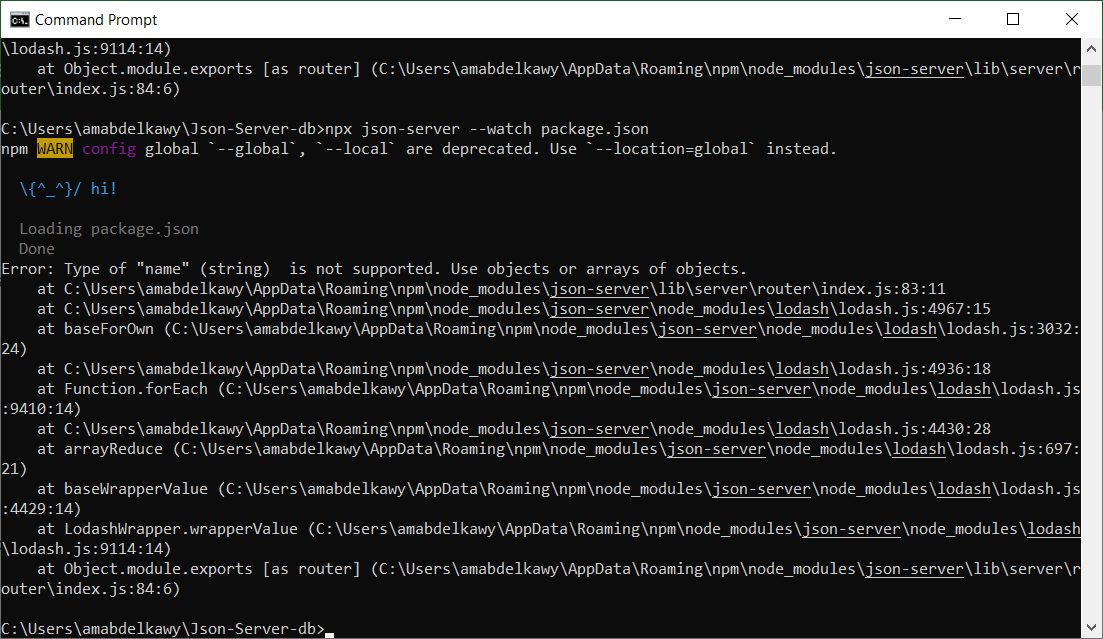 Command Prompt
\lodash.js:9114:14)
    at Object.module.exports [as router] (C:\Users\amabdelkawy\AppData\Roaming\npm\node_modules\json-server\lib\server\r
outer\index.js:84:6)
C:\Users\amabdelkawy\Json-Server-db>npx json-server --watch package.json
npm WARN config global `--global`, `--local` are deprecated. Use `--location=global` instead.
  \{^_^}/ hi!
  Loading package.json
  Done
Error: Type of "name" (string)  is not supported. Use objects or arrays of objects.
    at C:\Users\amabdelkawy\AppData\Roaming\npm\node_modules\json-server\lib\server\router\index.js:83:11
    at C:\Users\amabdelkawy\AppData\Roaming\npm\node_modules\json-server\node_modules\lodash\lodash.js:4967:15
    at baseForOwn (C:\Users\amabdelkawy\AppData\Roaming\npm\node_modules\json-server\node_modules\lodash\lodash.js:3032:
24)
    at C:\Users\amabdelkawy\AppData\Roaming\npm\node_modules\json-server\node_modules\lodash\lodash.js:4936:18
    at Function.forEach (C:\Users\amabdelkawy\AppData\Roaming\npm\node_modules\json-server\node_modules\lodash\lodash.js
:9410:14)
    at C:\Users\amabdelkawy\AppData\Roaming\npm\node_modules\json-server\node_modules\lodash\lodash.js:4430:28
    at arrayReduce (C:\Users\amabdelkawy\AppData\Roaming\npm\node_modules\json-server\node_modules\lodash\lodash.js:697:
21)
    at baseWrapperValue (C:\Users\amabdelkawy\AppData\Roaming\npm\node_modules\json-server\node_modules\lodash\lodash.js
:4429:14)
    at LodashWrapper.wrapperValue (C:\Users\amabdelkawy\AppData\Roaming\npm\node_modules\json-server\node_modules\lodash
\lodash.js:9114:14)
    at Object.module.exports [as router] (C:\Users\amabdelkawy\AppData\Roaming\npm\node_modules\json-server\lib\server\r
outer\index.js:84:6)
C:\Users\amabdelkawy\Json-Server-db>